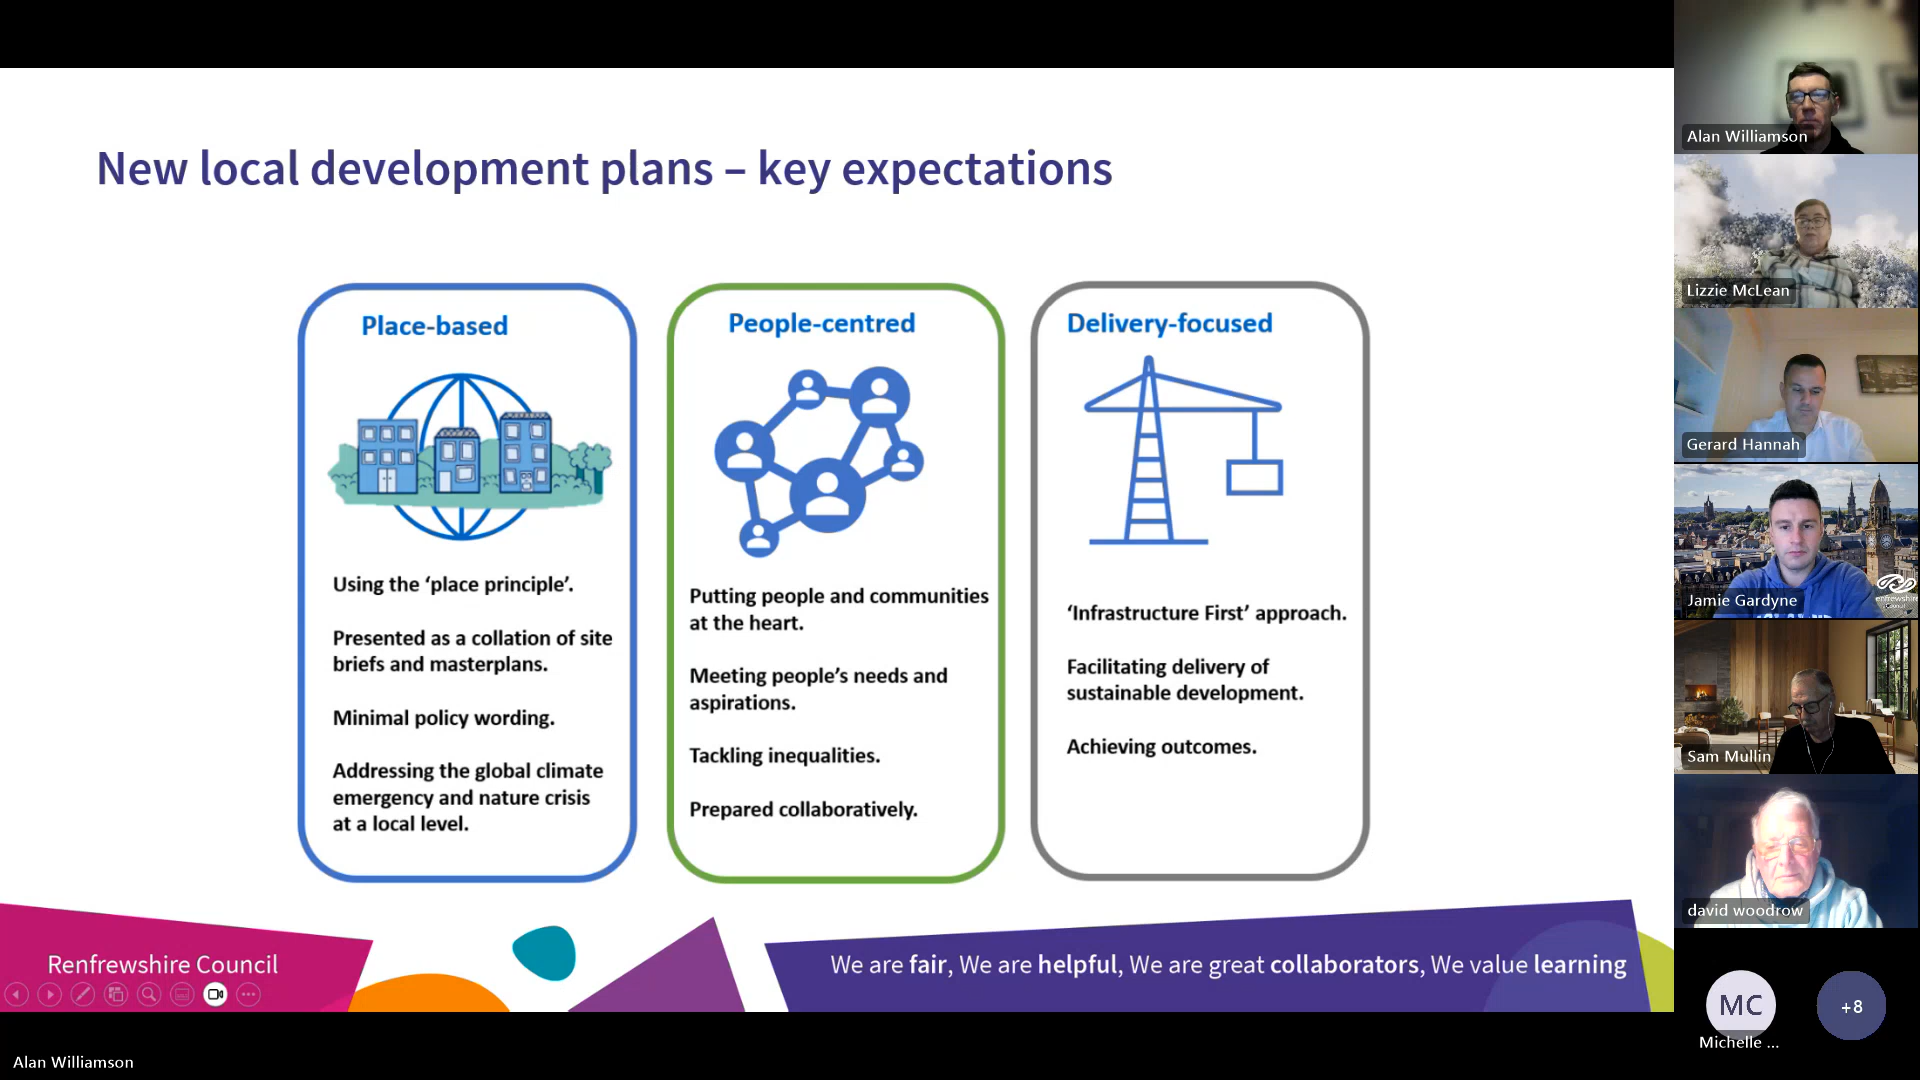 New local development plans – key expectations
Place-based
Using the ‘place principle’.
Presented as a collation of site
briefs and masterplans.
Minimal policy wording.
Addressing the global climate
emergency and nature crisis
at a local level.
People-centred
Putting people and communities
at the heart.
Meeting people’s needs and
aspirations.
Tackling inequalities.
Prepared collaboratively.
Delivery-focused
‘Infrastructure First’ approach.
Facilitating delivery of
sustainable development.
Achieving outcomes.
Renfrewshire Council
We are fair, We are helpful, We are great collaborators, We value learning
Alan Williamson
Alan Williamson
Lizzie McLean
Gerard Hannah
Jamie Gardyne
Sam Mullin
david woodrow
MC
Michelle ...
+8